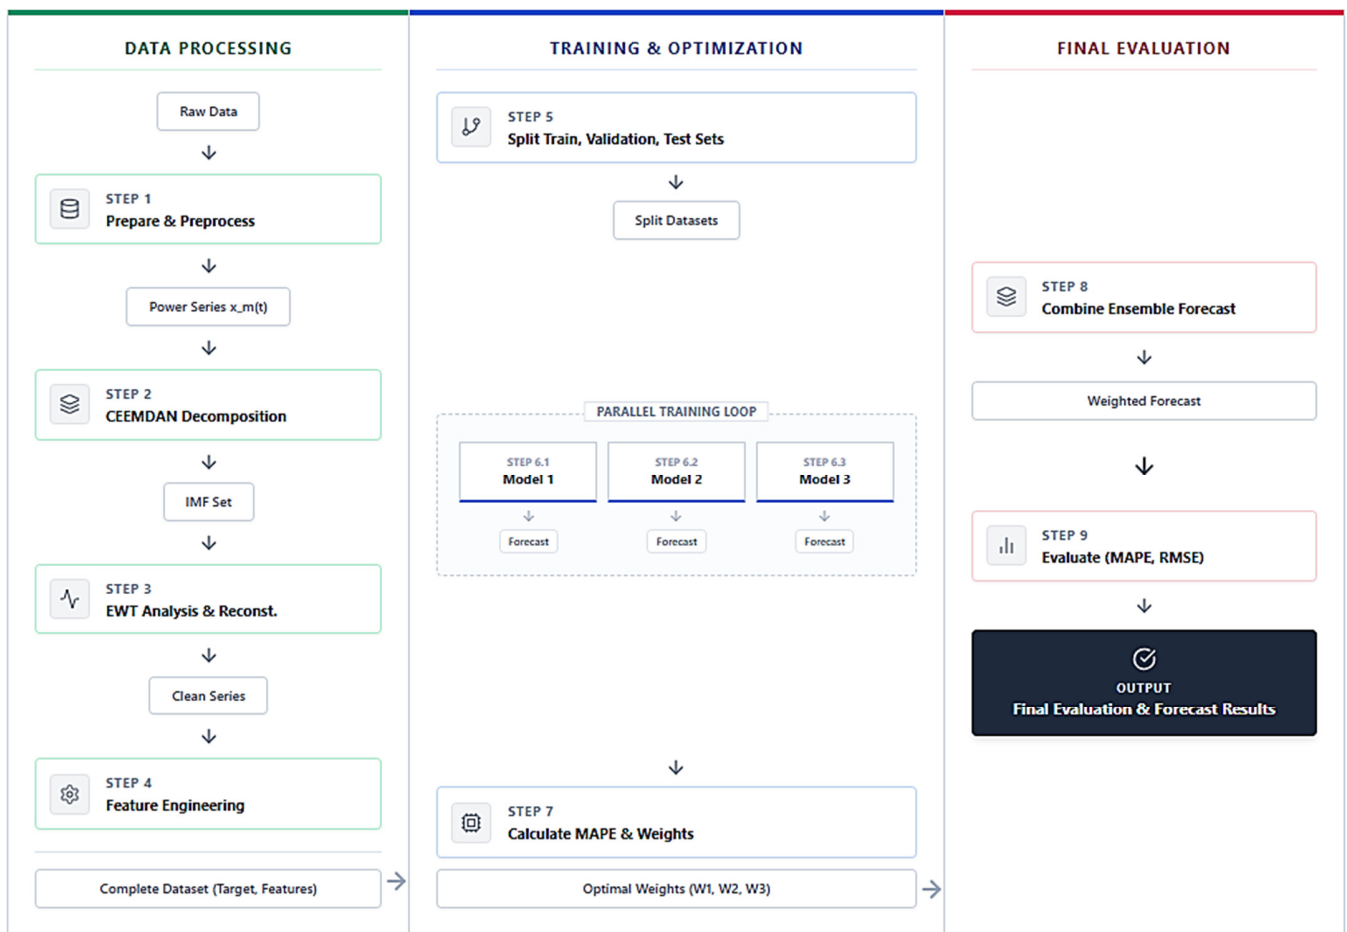 DATA PROCESSING
Raw Data
STEP 1
Prepare & Preprocess
Power Series x_m(t)
STEP 2
CEEMDAN Decomposition
IMF Set
STEP 3
EWT Analysis & Reconst.
Clean Series
STEP 4
Feature Engineering
Complete Dataset (Target, Features)
TRAINING & OPTIMIZATION
STEP 5
Split Train, Validation, Test Sets
Split Datasets
PARALLEL TRAINING LOOP
STEP 6.1
Model 1
Forecast
STEP 6.2
Model 2
Forecast
STEP 6.3
Model 3
Forecast
STEP 7
Calculate MAPE & Weights
Optimal Weights (W1, W2, W3)
FINAL EVALUATION
STEP 8
Combine Ensemble Forecast
Weighted Forecast
STEP 9
Evaluate (MAPE, RMSE)
OUTPUT
Final Evaluation & Forecast Results